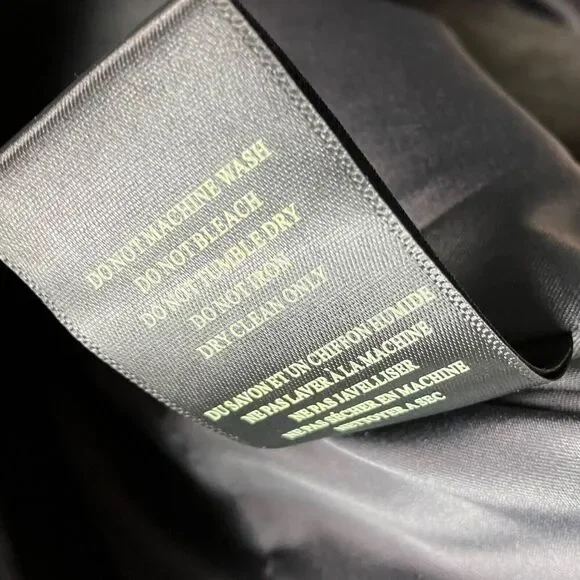 DO NOT MACHINE WASH
DO NOT BLEACH
DO NOT TUMBLE DRY
DO NOT IRON
DRY CLEAN ONLY
DU SAVON ET UN CHIFFON HUMIDE
NE PAS LAVER À LA MACHINE
NE PAS JAVELLISER
NE PAS SÉCHER EN MACHINE
NETTOYER A SEC